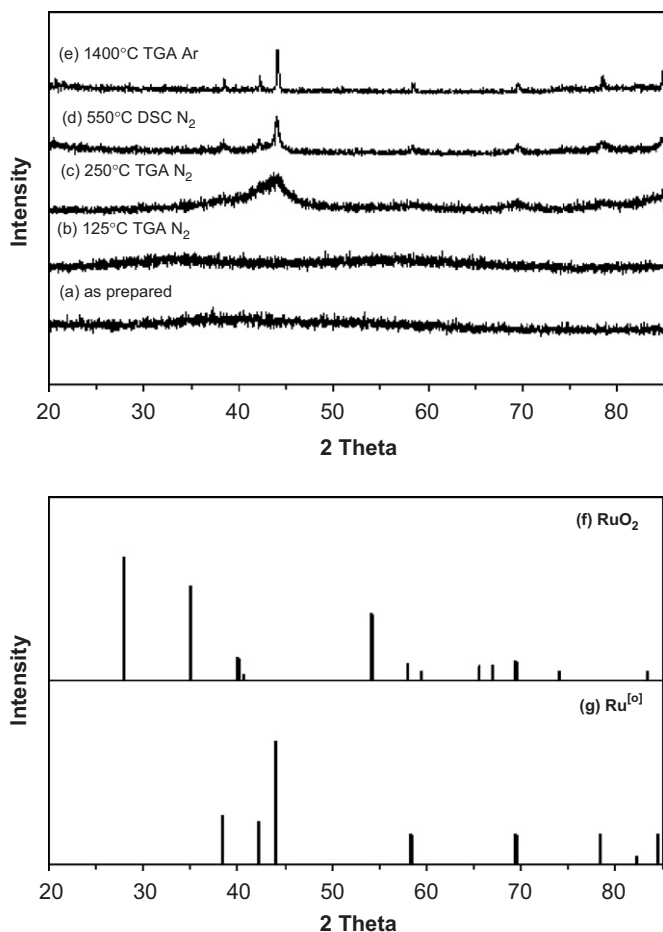 (e) 1400°C TGA Ar
(d) 550°C DSC N2
(c) 250°C TGA N2
(b) 125°C TGA N2
(a) as prepared
Intensity
20 30 40 50 60 70 80
2 Theta
(f) RuO2
(g) Ru[o]
Intensity
20 30 40 50 60 70 80
2 Theta